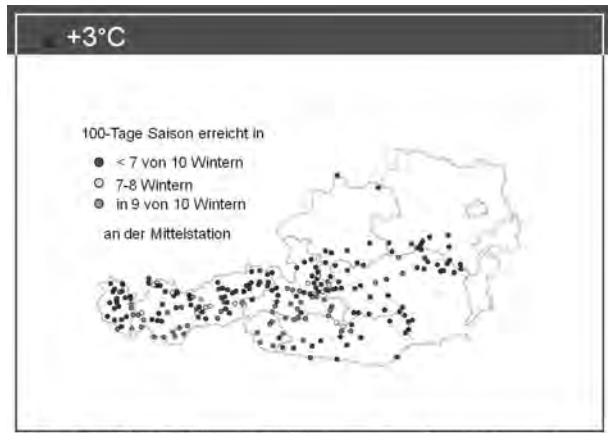 +3°C
100-Tage Saison erreicht in
< 7 von 10 Wintern
7-8 Wintern
in 9 von 10 Wintern
an der Mittelstation